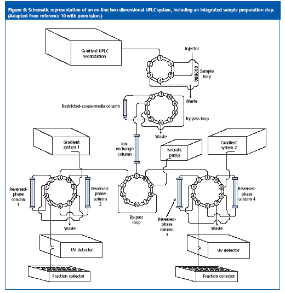 Figure 6: Schematic representation of an on-line two-dimensional HPLC system, including an integrated sample preparation step.
(Adapted from reference 10 with permission.)
Gradient HPLC
workstation
Injector
Sample
loop
Waste
Restricted-access-media column
By-pass loop
Waste
Gradient
system 1
Ion-
exchange
column
Isocratic
pump
Gradient
system 2
Reversed-
phase
column
1
Reversed-
phase
column
2
By-pass
loop
Reversed-
phase
column
3
Reversed-
phase
column 4
Waste
Waste
UV detector
UV detector
Fraction collector
Fraction collector